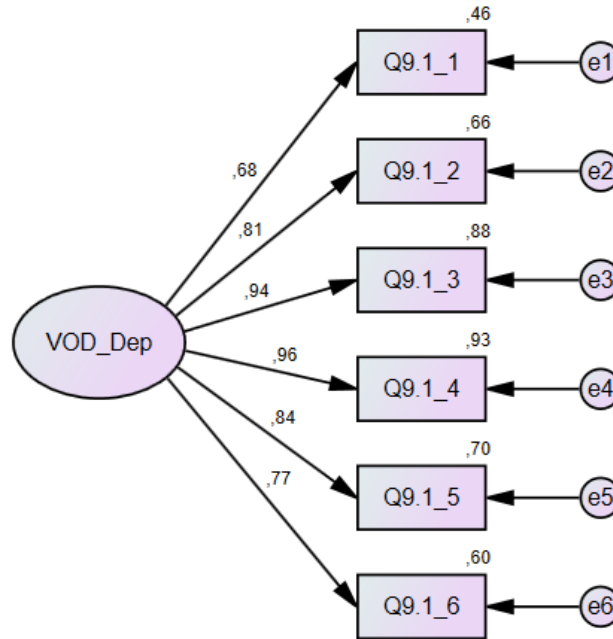 ,46
Q9.1_1
e1
,68
,66
Q9.1_2
e2
,81
,88
Q9.1_3
e3
,94
VOD_Dep
,93
Q9.1_4
e4
,96
,70
Q9.1_5
e5
,84
,60
Q9.1_6
e6
,77